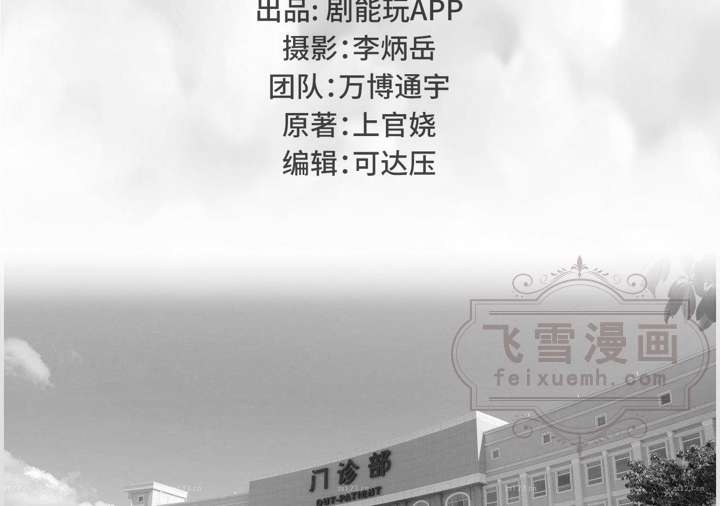 出品: 剧能玩APP
摄影：李炳岳
团队：万博通宇
原著：上官娆
编辑：可达压
飞雪漫画
feixuemh.com
门诊部
OUT-PATIENT